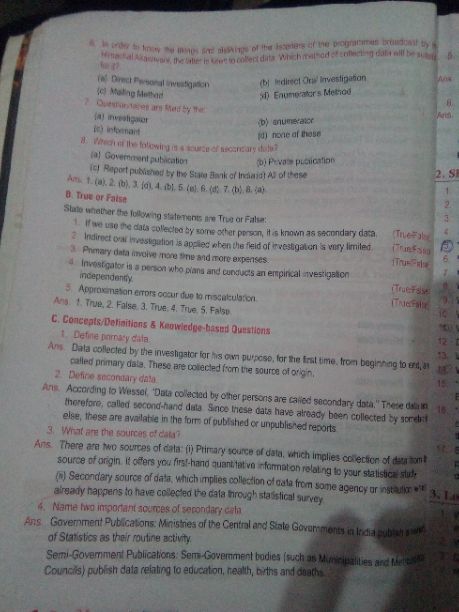 6. In order to know the likings and dislikings of the listeners of the programmes broadcast by
Himachal Akashvani, the latter is keen to collect data. Which method of collecting data will be
for it?
(a) Direct Personal Investigation (b) Indirect Oral Investigation
(c) Mailing Method (d) Enumerator's Method
7. Questionnaires are filled by the:
(a) investigator (b) enumerator
(c) informant (d) none of these
8. Which of the following is a source of secondary data?
(a) Government publication (b) Private publication
(c) Report published by the State Bank of India (d) All of these
Ans. 1. (a), 2. (b), 3. (d), 4. (b), 5. (a), 6. (d), 7. (b), 8.
B. True or False
State whether the following statements are True or False:
1. If we use the data collected by some other person, it is known as secondary data. (True/False
2. Indirect oral investigation is applied when the field of investigation is very limited. (True/False
3. Primary data involve more time and more expenses. (True/False
4. Investigator is a person who plans and conducts an empirical investigation
independently. (True/False
5. Approximation errors occur due to miscalculation. (True/False
Ans. 1. True, 2. False, 3. True, 4. True, 5. False.
C. Concepts/Definitions & Knowledge-based Questions
1. Define primary data.
Ans. Data collected by the investigator for his own purpose, for the first time, from beginning to end,
called primary data. These are collected from the source of origin.
2. Define secondary data.
Ans. According to Wessel, "Data collected by other persons are called secondary data." These data
therefore, called second-hand data. Since these data have already been collected by
else, these are available in the form of published or unpublished reports.
3. What are the sources of data?
Ans. There are two sources of data: (i) Primary source of data, which implies collection of data from
source of origin. It offers you first-hand quantitative information relating to your statistical
(ii) Secondary source of data, which implies collection of data from some agency or institution
already happens to have collected the data through statistical survey.
4. Name two important sources of secondary data.
Ans. Government Publications: Ministries of the Central and State Governments in India publish
of Statistics as their routine activity.
Semi-Government Publications: Semi-Government bodies (such as Municipalities and
Councils) publish data relating to education, health, births and deaths.